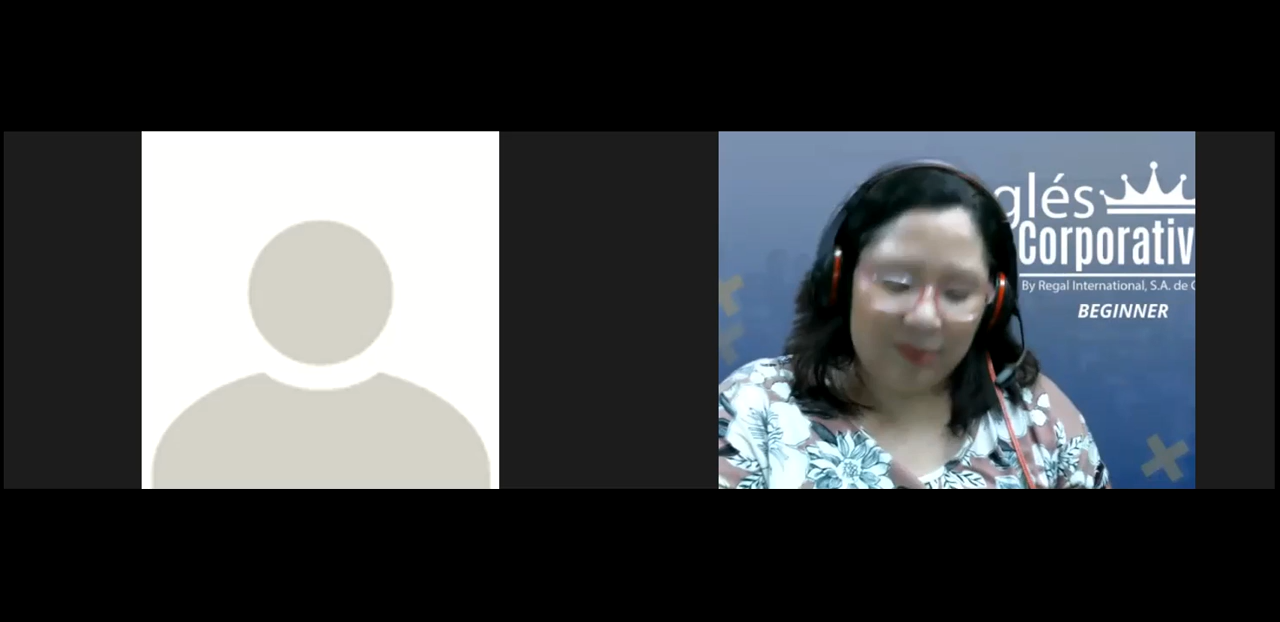 glés
Corporativ
By Regal International, S.A. de C
BEGINNER